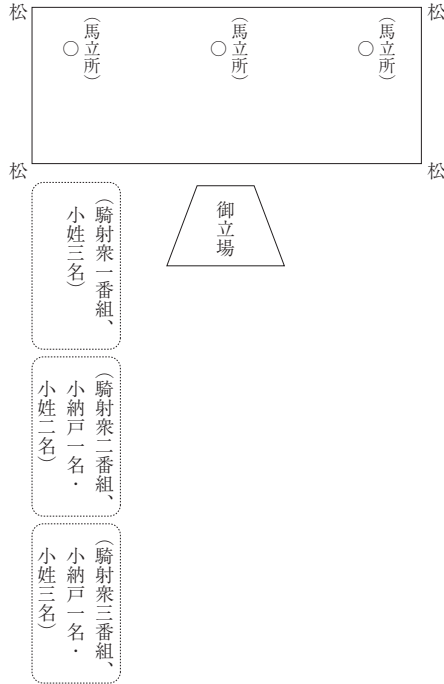 松
松
（馬立所）
○
（馬立所）
○
（馬立所）
○
松
松
御立場
（騎射衆一番組、
小姓三名）
（騎射衆二番組、
小納戸一名・
小姓二名）
（騎射衆三番組、
小納戸一名・
小姓三名）